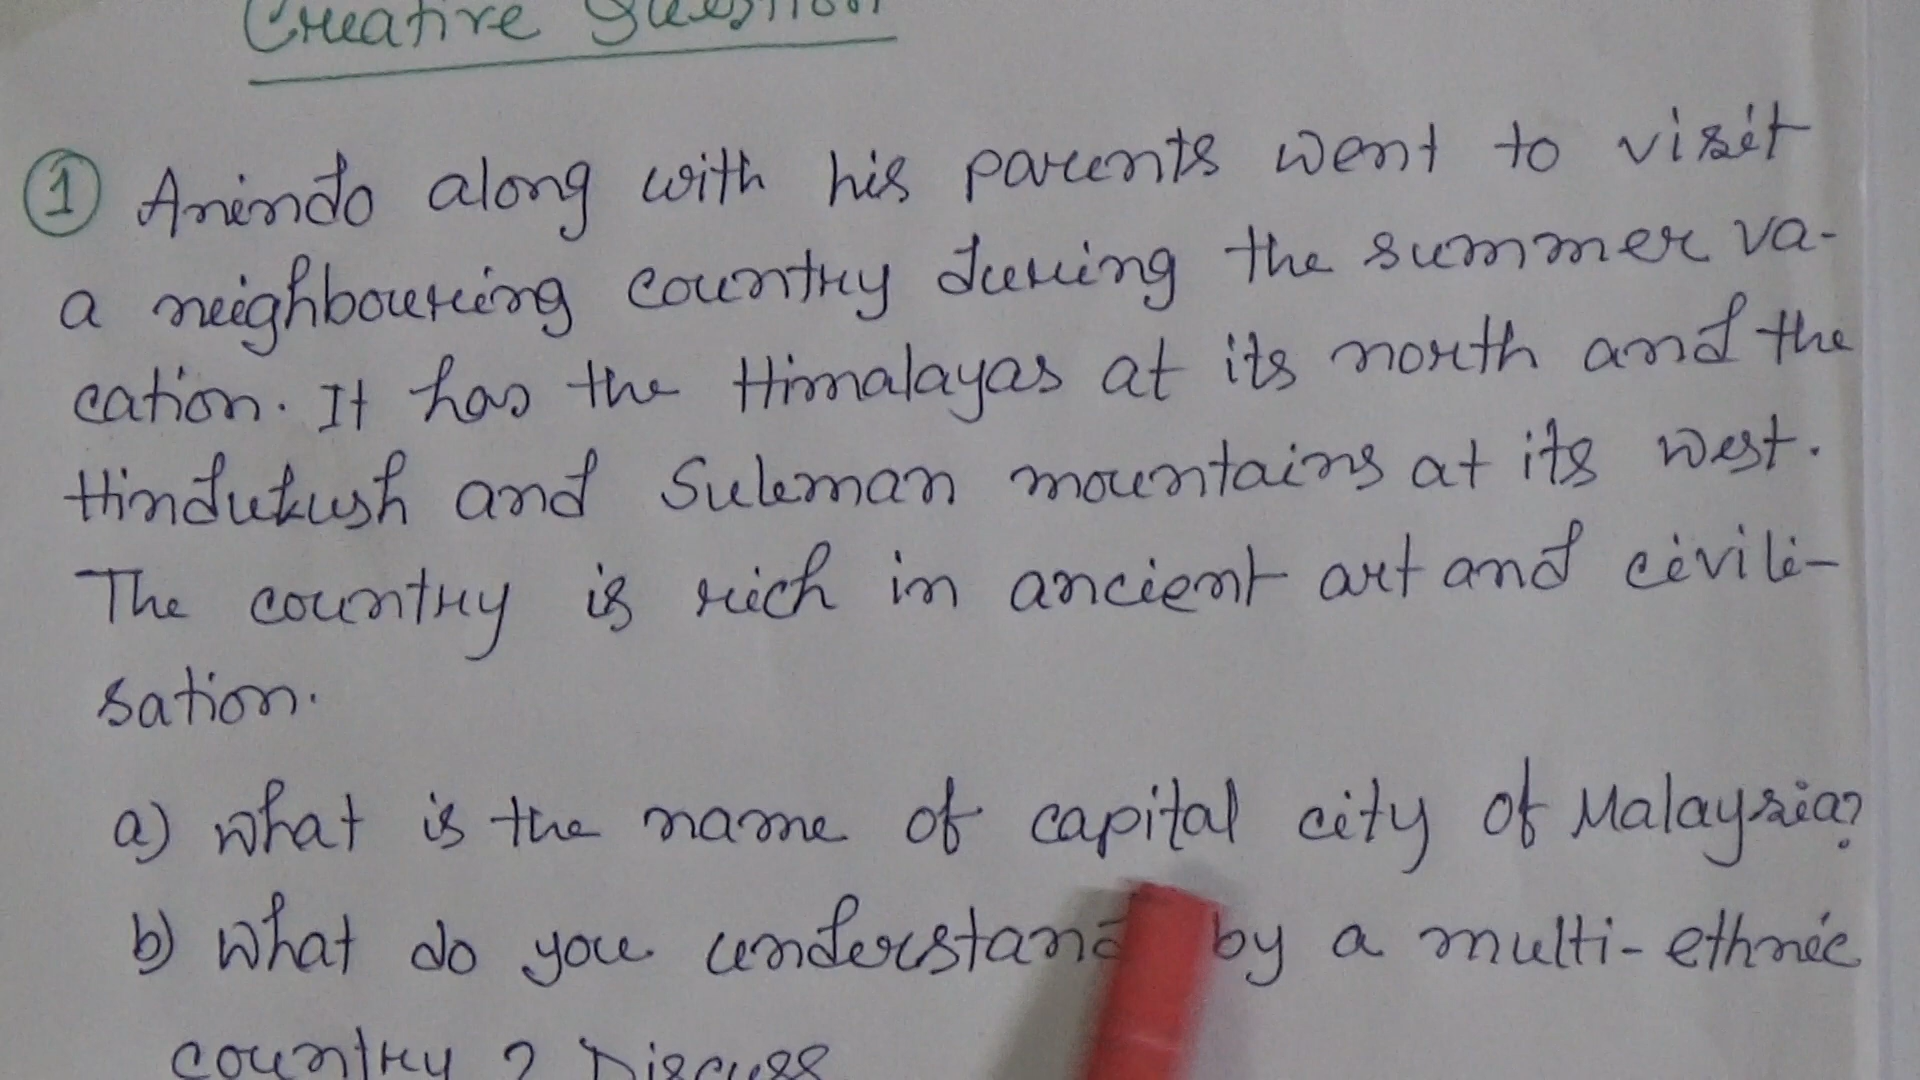 Creative Question
① Anindo along with his parents went to visit
a neighbouring country during the summer va-
cation. It has the Himalayas at its north and the
Hindukush and Suleman mountains at its west.
The country is rich in ancient art and civili-
sation.
a) What is the name of capital city of Malaysia?
b) What do you understand by a multi-ethnic
country? Discuss